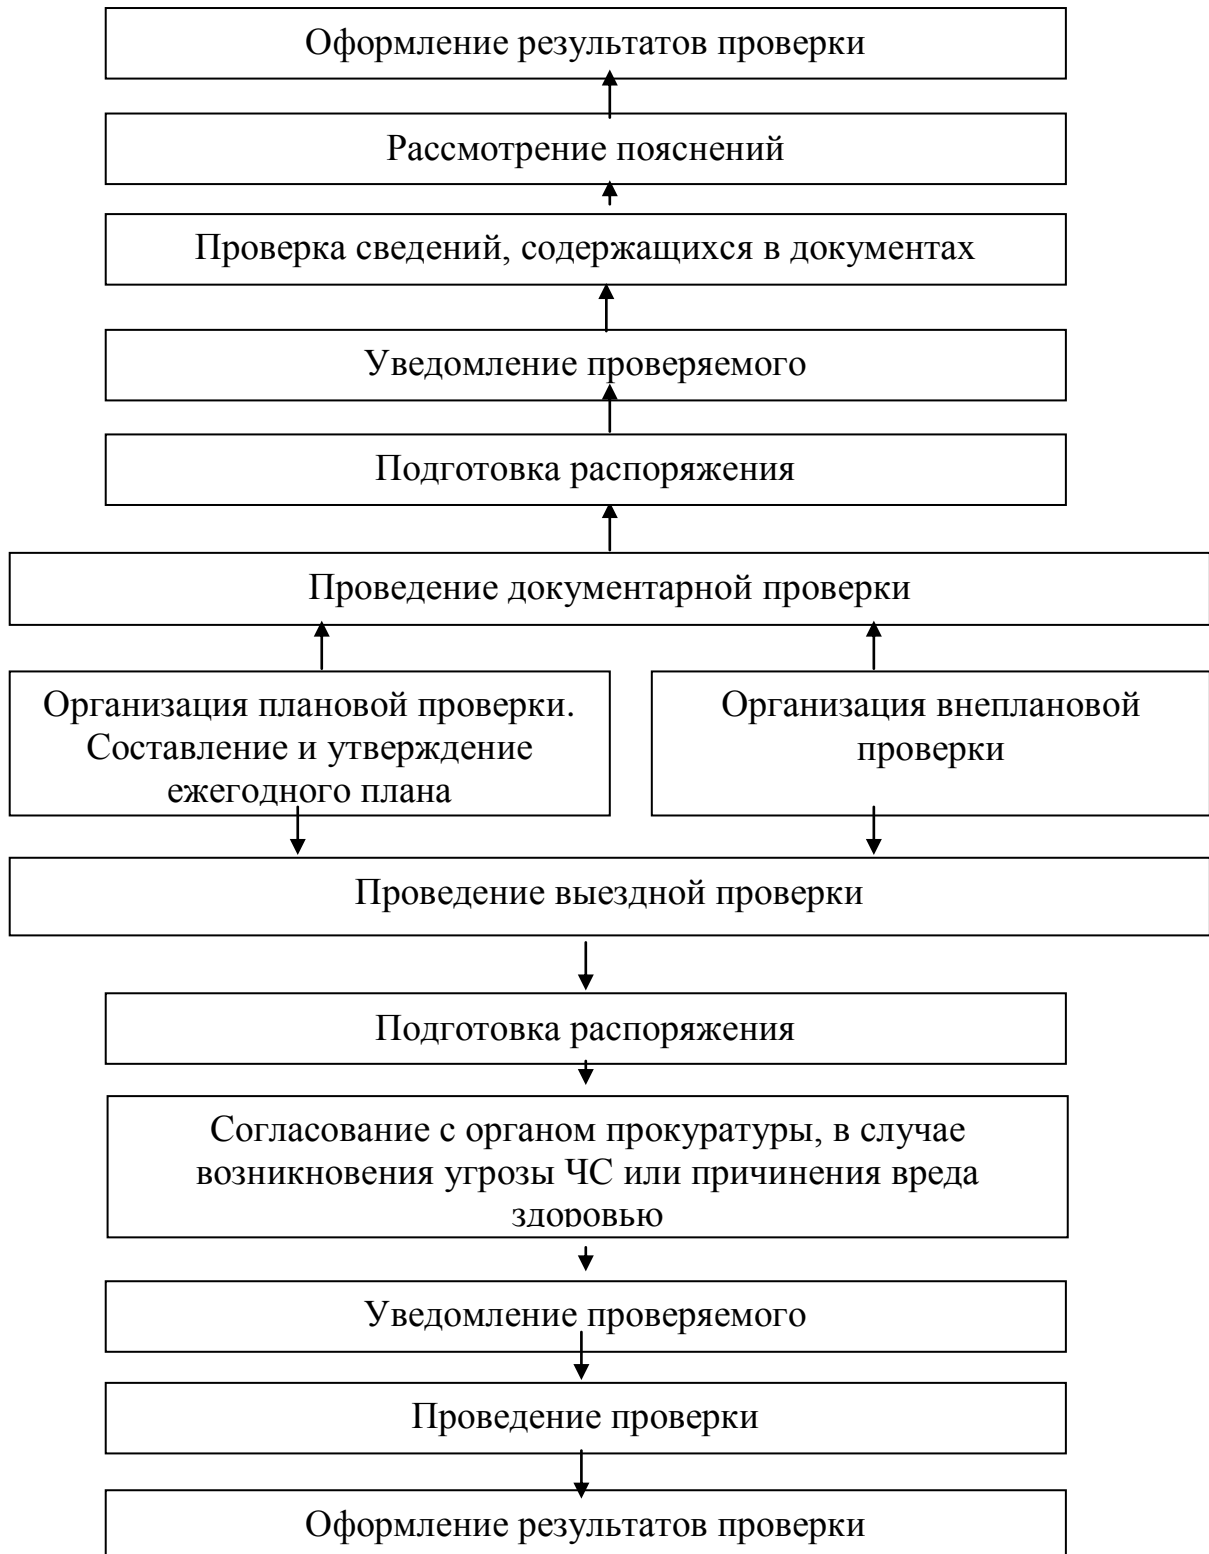 Оформление результатов проверки
Рассмотрение пояснений
Проверка сведений, содержащихся в документах
Уведомление проверяемого
Подготовка распоряжения
Проведение документарной проверки
Организация плановой проверки.
Составление и утверждение
ежегодного плана
Организация внеплановой
проверки
Проведение выездной проверки
Подготовка распоряжения
Согласование с органом прокуратуры, в случае
возникновения угрозы ЧС или причинения вреда
здоровью
Уведомление проверяемого
Проведение проверки
Оформление результатов проверки